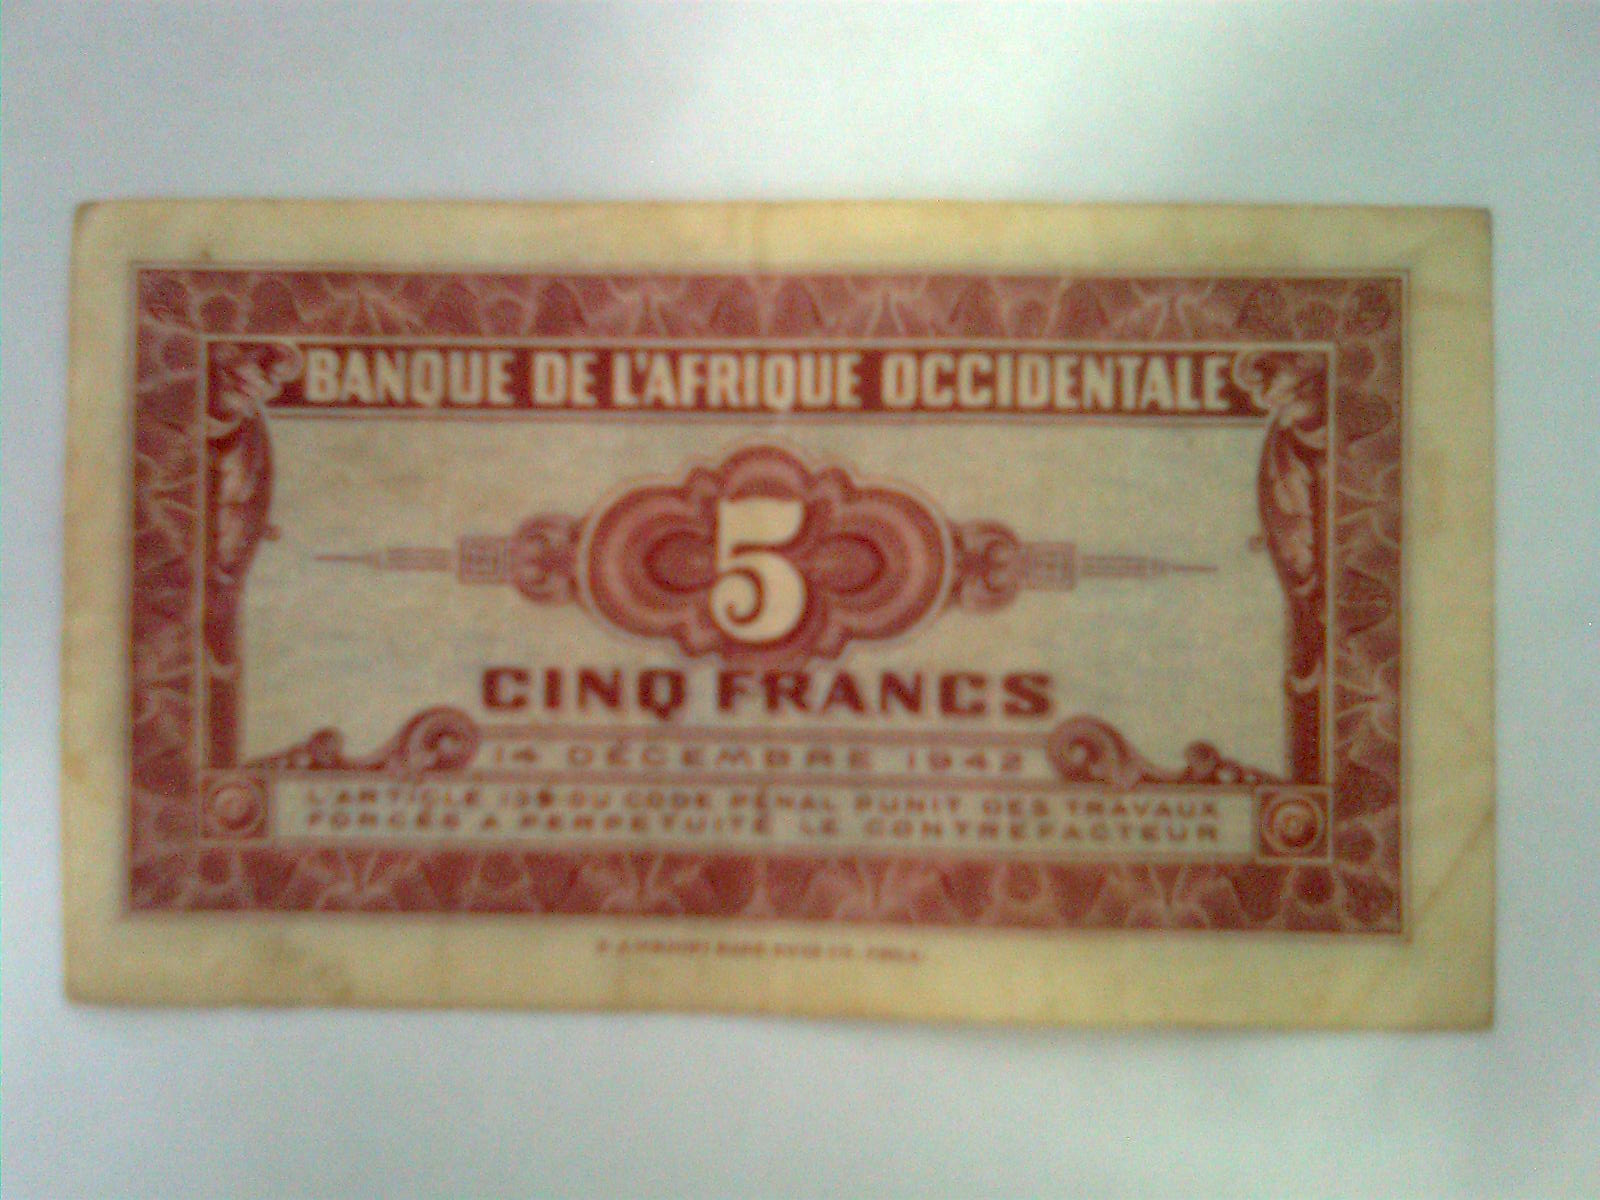 BANQUE DE L'AFRIQUE OCCIDENTALE
5
CINQ FRANCS
14 DÉCEMBRE 1942
L'ARTICLE 139 DU CODE PÉNAL PUNIT DES TRAVAUX
FORCÉS A PERPÉTUITÉ LE CONTREFACTEUR